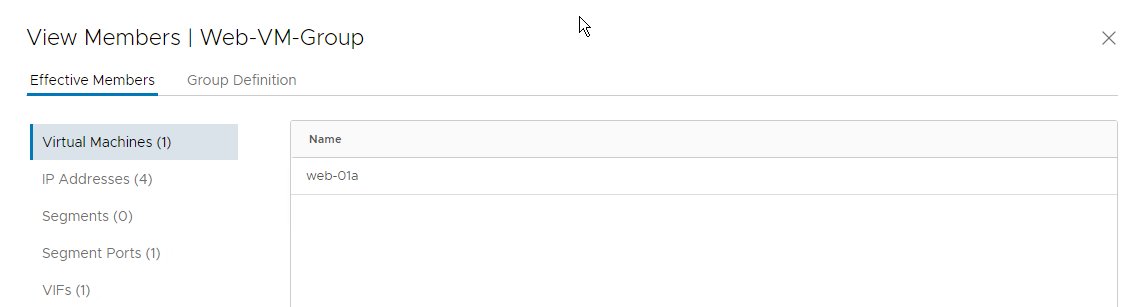 View Members | Web-VM-Group
Effective Members
Group Definition
Virtual Machines (1)
IP Addresses (4)
Segments (0)
Segment Ports (1)
VIFs (1)
Name
web-01a